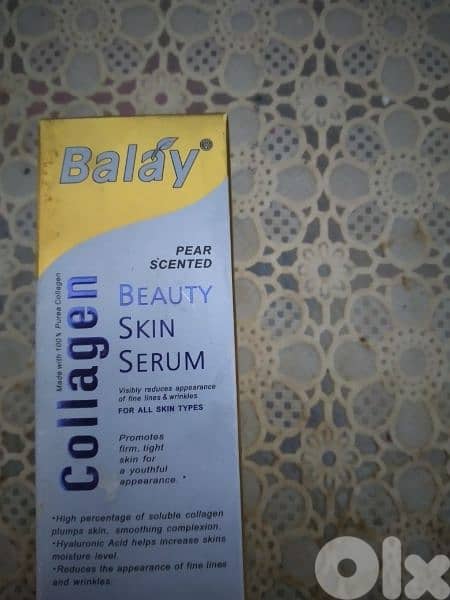 Balay®
PEAR
SCENTED
Made with 100% Purea Collagen
Collagen
BEAUTY
SKIN
SERUM
Visibly reduces appearance
of fine lines & wrinkles
FOR ALL SKIN TYPES
Promotes
firm, tight
skin for
a youthful
appearance. *
•High percentage of soluble collagen
plumps skin, smoothing complexion.
•Hyaluronic Acid helps increase skins
moisture level.
•Reduces the appearance of fine lines
and wrinkles.
Olx